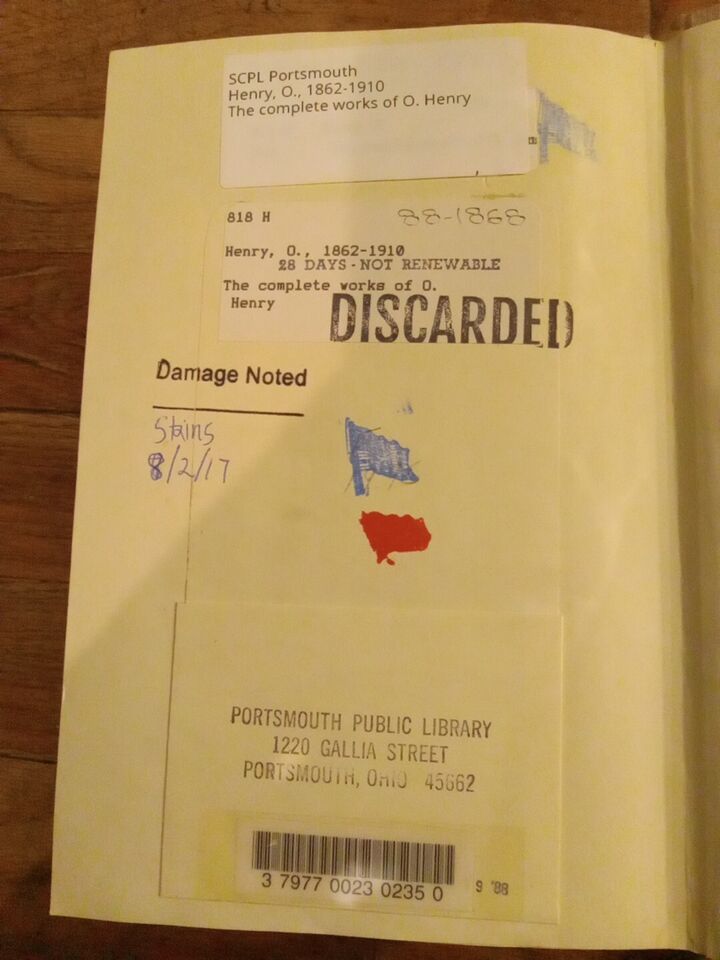 SCPL Portsmouth
Henry, O., 1862-1910
The complete works of O. Henry
818 H 88-1868
Henry, O., 1862-1910
28 DAYS - NOT RENEWABLE
The complete works of O.
Henry
DISCARDED
Damage Noted
Stains
8/2/17
PORTSMOUTH PUBLIC LIBRARY
1220 GALLIA STREET
PORTSMOUTH, OHIO 45662
3 7977 0023 0235 0
9 '88